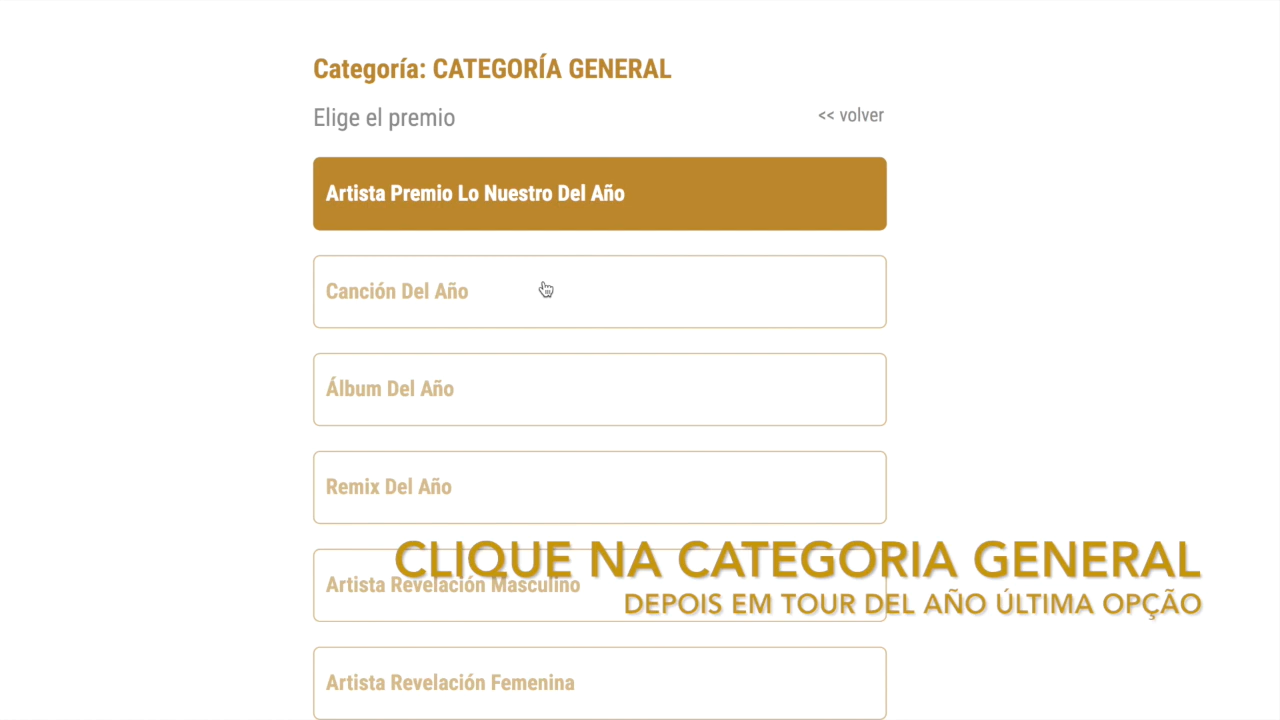 Categoría: CATEGORÍA GENERAL
Elige el premio
<< volver
Artista Premio Lo Nuestro Del Año
Canción Del Año
Álbum Del Año
Remix Del Año
CLIQUE NA CATEGORIA GENERAL
Artista Revelación Masculino
DEPOIS EM TOUR DEL AÑO ÚLTIMA OPÇÃO
Artista Revelación Femenina